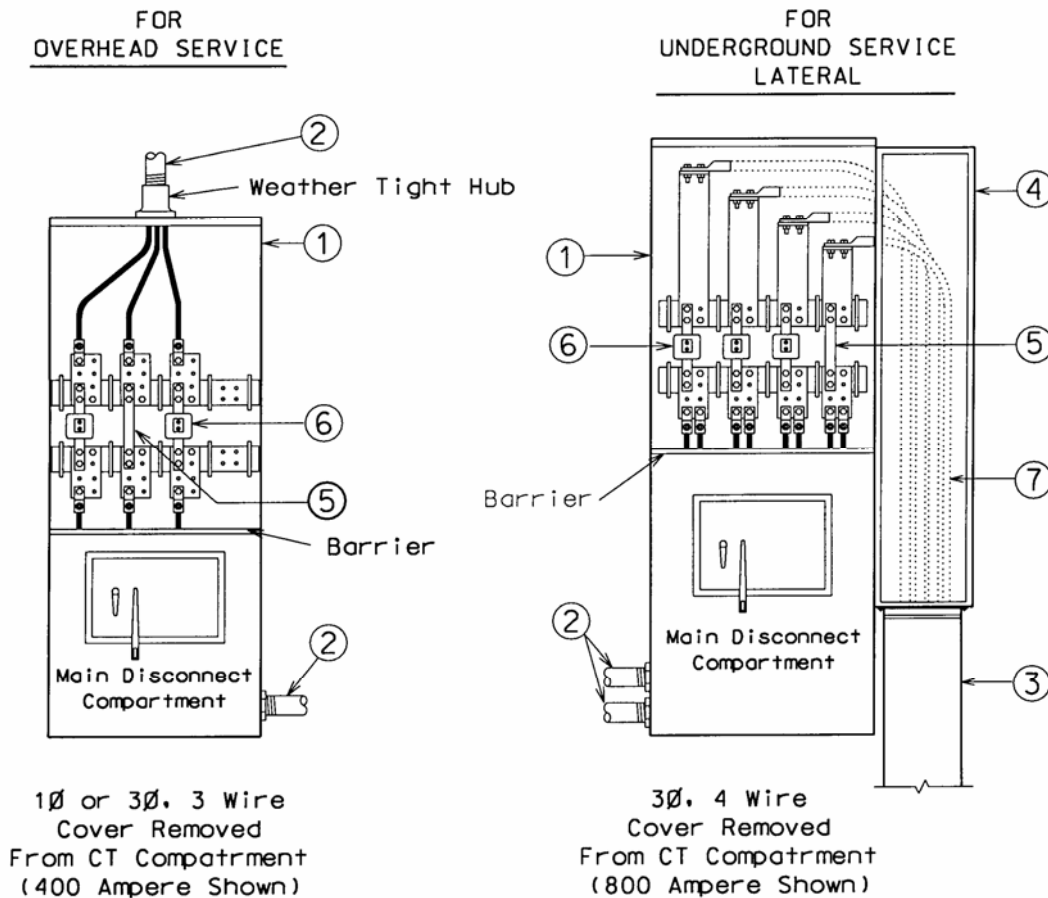 FOR
OVERHEAD SERVICE
2
Weather Tight Hub
1
6
5
Barrier
Main Disconnect
Compartment
2
1Ø or 3Ø, 3 Wire
Cover Removed
From CT Compatrment
(400 Ampere Shown)
FOR
UNDERGROUND SERVICE
LATERAL
4
1
6
5
Barrier
7
2
Main Disconnect
Compartment
3
3Ø, 4 Wire
Cover Removed
From CT Compatrment
(800 Ampere Shown)